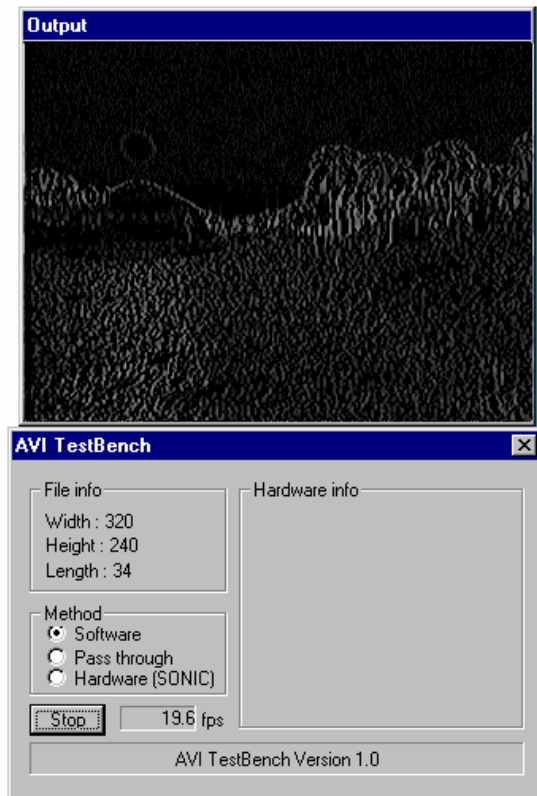 Output
AVI TestBench
File info
Width : 320
Height : 240
Length : 34
Method
Software
Pass through
Hardware (SONIC)
Hardware info
Stop
19.6 fps
AVI TestBench Version 1.0